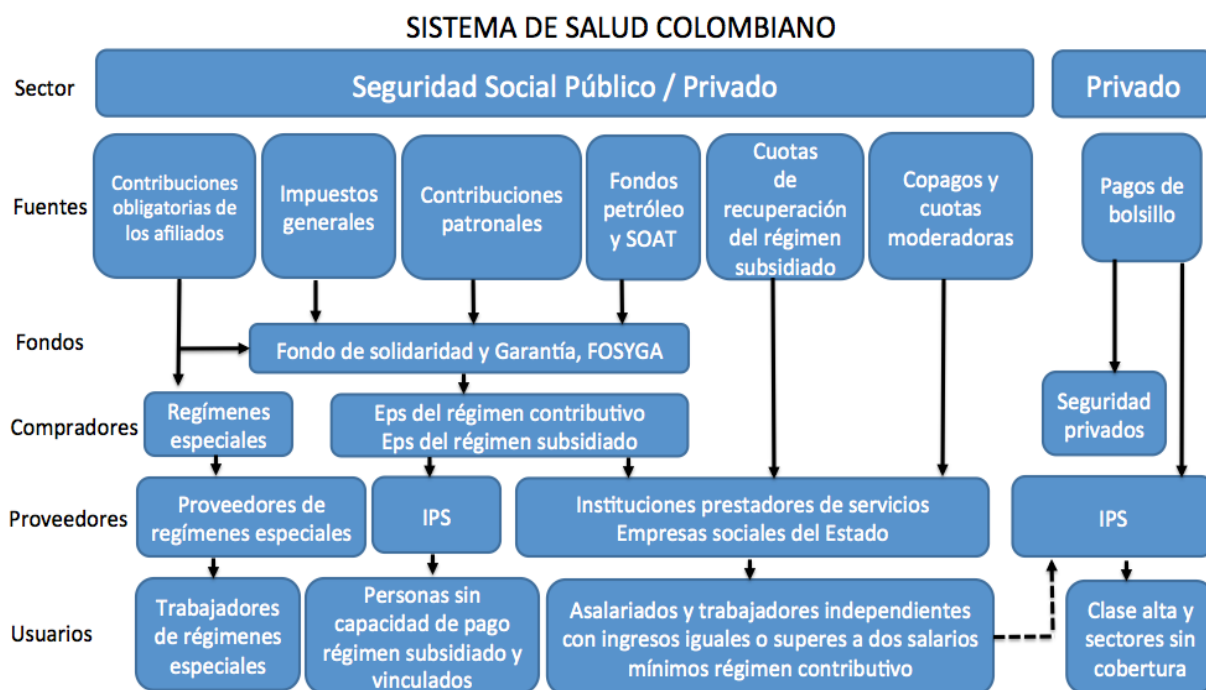 SISTEMA DE SALUD COLOMBIANO
Sector
Seguridad Social Público / Privado
Privado
Fuentes
Contribuciones
obligatorias de
los afiliados
Impuestos
generales
Contribuciones
patronales
Fondos
petróleo
y SOAT
Cuotas
de
recuperación
del régimen
subsidiado
Copagos y
cuotas
moderadoras
Pagos de
bolsillo
Fondos
Fondo de solidaridad y Garantía, FOSYGA
Compradores
Regímenes
especiales
Eps del régimen contributivo
Eps del régimen subsidiado
Seguridad
privados
Proveedores
Proveedores de
regímenes especiales
IPS
Instituciones prestadores de servicios
Empresas sociales del Estado
IPS
Usuarios
Trabajadores
de régimenes
especiales
Personas sin
capacidad de pago
régimen subsidiado y
vinculados
Asalariados y trabajadores independientes
con ingresos iguales o superes a dos salarios
mínimos régimen contributivo
Clase alta y
sectores sin
cobertura